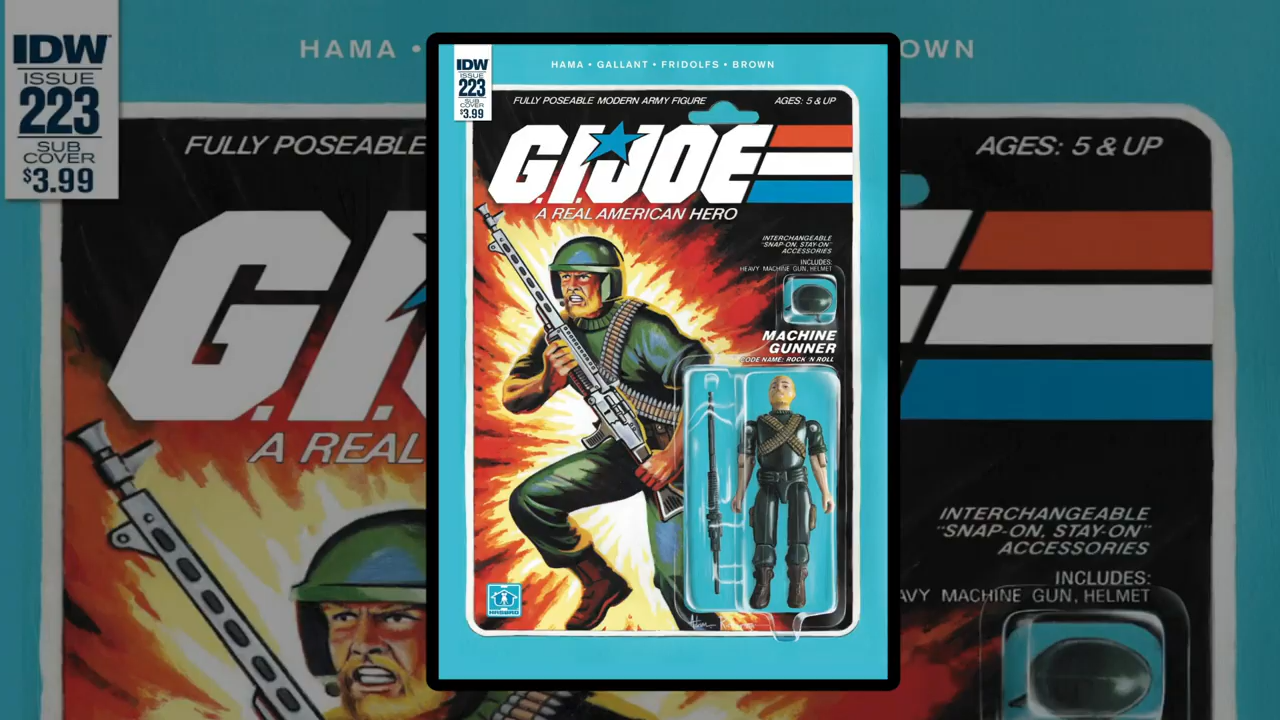 IDW
ISSUE
223
SUB
COVER
$3.99
HAMA •
OWN
FULLY POSEABLE
AGES: 5 & UP
G.I.
A REAL
INTERCHANGEABLE
"SNAP-ON, STAY-ON"
ACCESSORIES
INCLUDES:
AVY MACHINE GUN, HELMET
IDW
ISSUE
223
SUB
COVER
$3.99
HAMA • GALLANT • FRIDOLFS • BROWN
FULLY POSEABLE MODERN ARMY FIGURE
AGES: 5 & UP
G.I.JOE
A REAL AMERICAN HERO
INTERCHANGEABLE
"SNAP-ON, STAY-ON"
ACCESSORIES
INCLUDES:
HEAVY MACHINE GUN, HELMET
MACHINE
GUNNER
CODE NAME: ROCK 'N ROLL
HASBRO